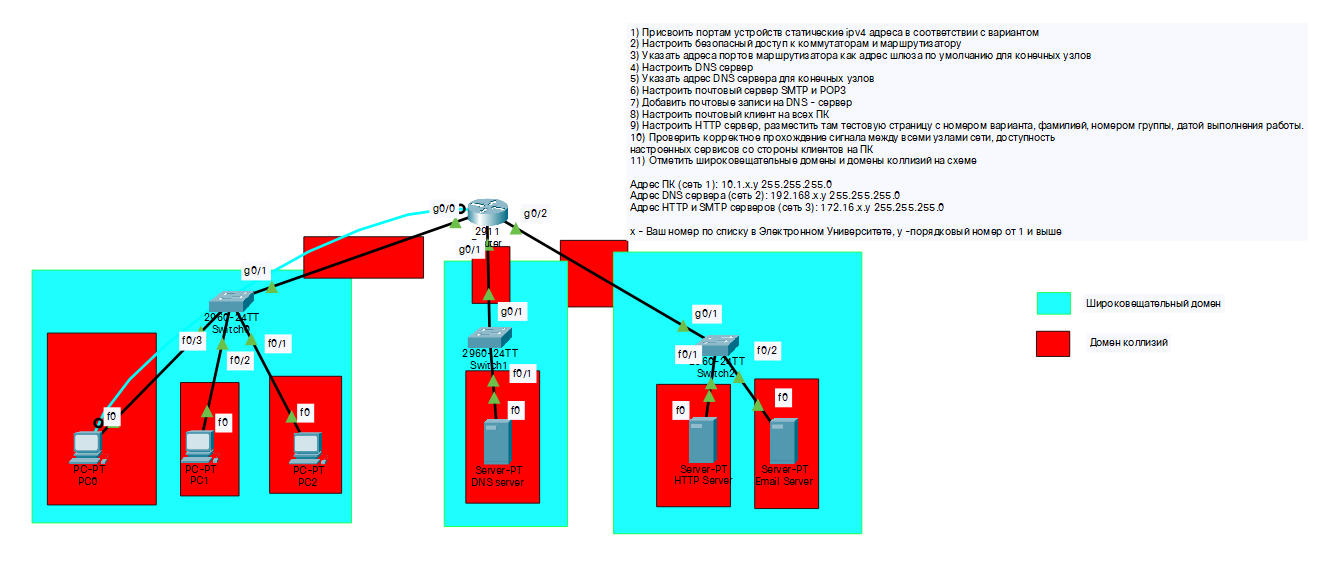 1) Присвоить портам устройств статические ipv4 адреса в соответствии с вариантом
2) Настроить безопасный доступ к коммутаторам и маршрутизатору
3) Указать адреса портов маршрутизатора как адрес шлюза по умолчанию для конечных узлов
4) Настроить DNS сервер
5) Указать адрес DNS сервера для конечных узлов
6) Настроить почтовый сервер SMTP и POP3
7) Добавить почтовые записи на DNS - сервер
8) Настроить почтовый клиент на всех ПК
9) Настроить HTTP сервер, разместить там тестовую страницу с номером варианта, фамилией, номером группы, датой выполнения работы.
10) Проверить корректное прохождение сигнала между всеми узлами сети, доступность
настроенных сервисов со стороны клиентов на ПК
11) Отметить широковещательные домены и домены коллизий на схеме
Адрес ПК (сеть 1): 10.1.x.y 255.255.255.0
Адрес DNS сервера (сеть 2): 192.168.x.y 255.255.255.0
Адрес HTTP и SMTP серверов (сеть 3): 172.16.x.y 255.255.255.0
x - Ваш номер по списку в Электронном Университете, y -порядковый номер от 1 и выше
g0/0
g0/2
2911
g0/1
g0/1
2960-24TT
Switch0
f0/3
f0/2
f0/1
f0
f0
f0
PC-PT
PC0
PC-PT
PC1
PC-PT
PC2
g0/1
2960-24TT
Switch1
f0/1
f0
Server-PT
DNS server
g0/1
f0/1
f0/2
Switch2
f0
f0
Server-PT
HTTP Server
Server-PT
Email Server
Широковещательный домен
Домен коллизий